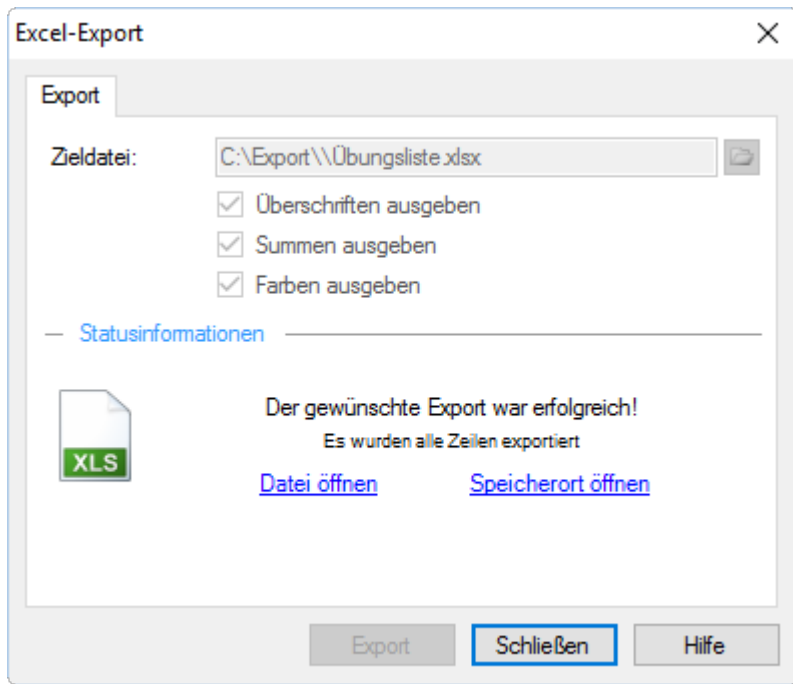 Excel-Export
Export
Zieldatei: C:\Export\\Übungsliste.xlsx
Überschriften ausgeben
Summen ausgeben
Farben ausgeben
Statusinformationen
Der gewünschte Export war erfolgreich!
Es wurden alle Zeilen exportiert
XLS
Datei öffnen Speicherort öffnen
Export Schließen Hilfe